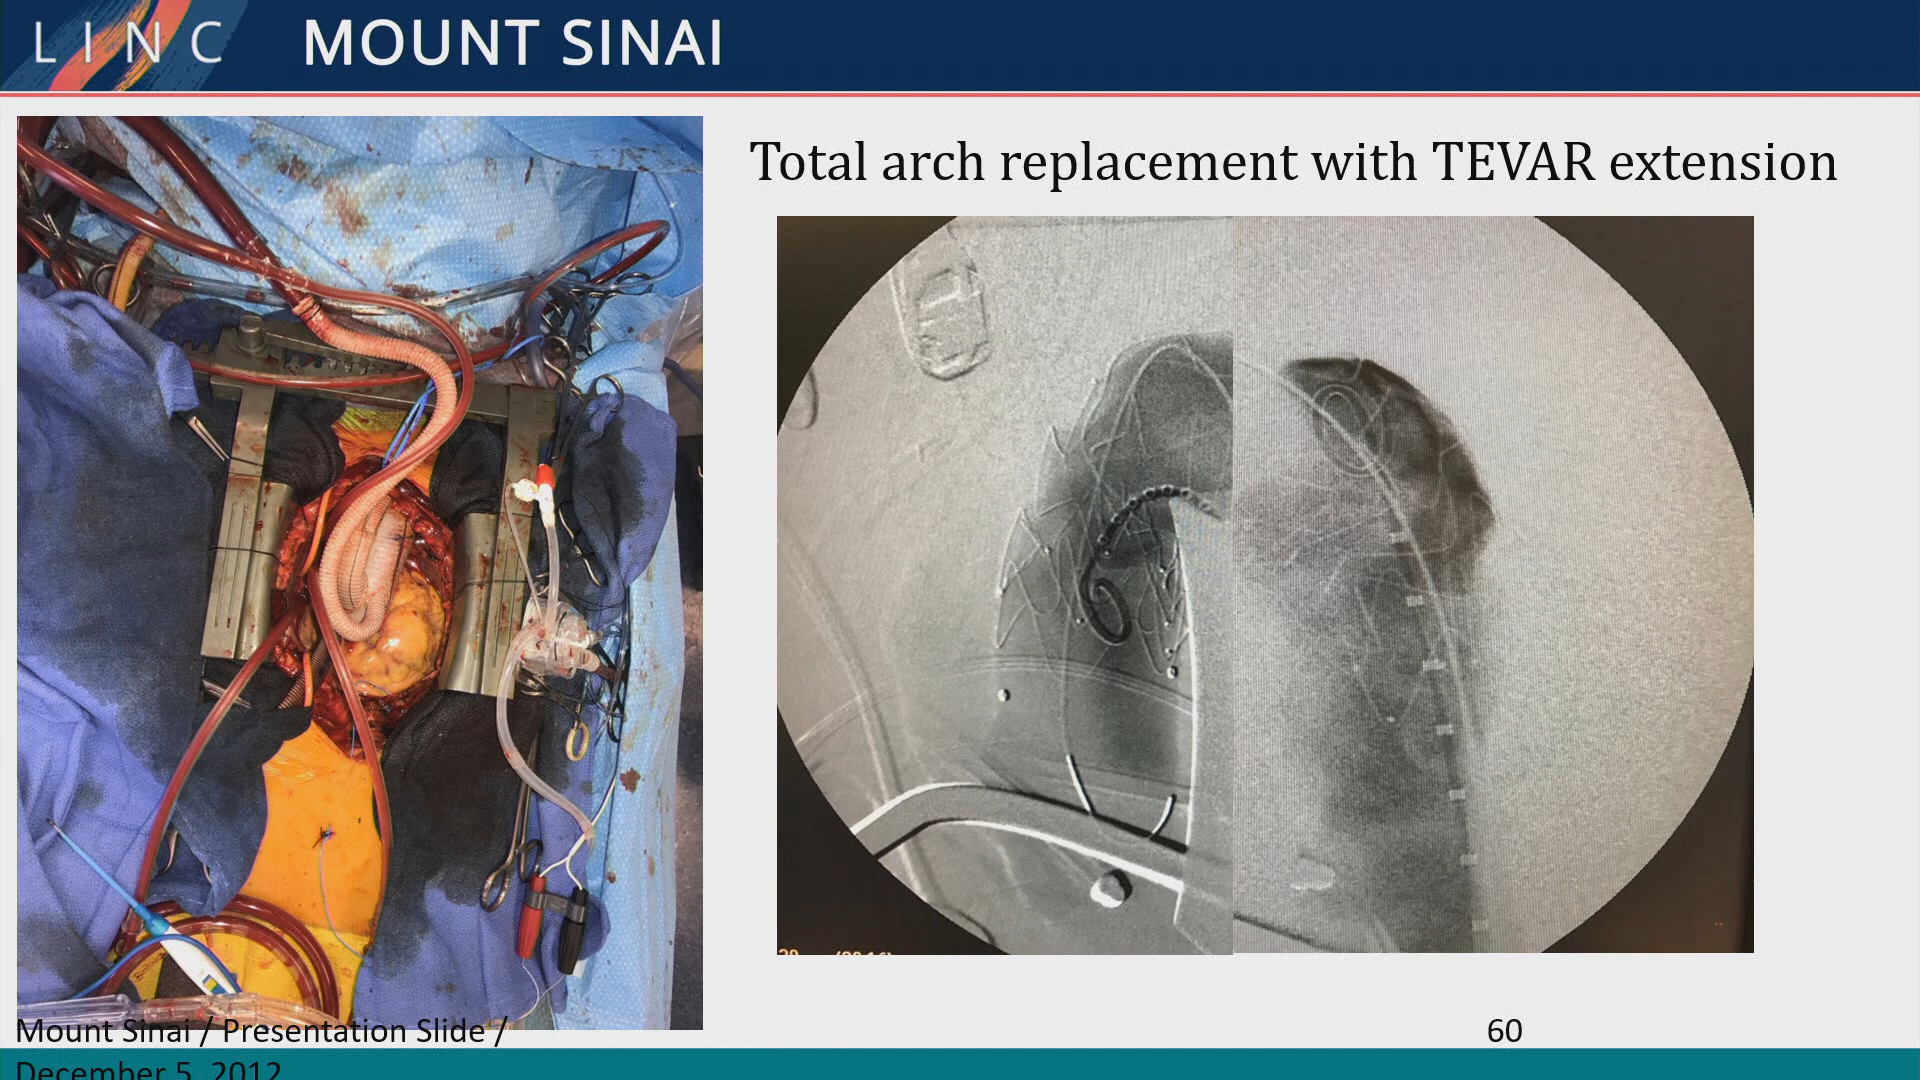 LINC MOUNT SINAI
Total arch replacement with TEVAR extension
Mount Sinai / Presentation Slide /
December 5, 2012
60